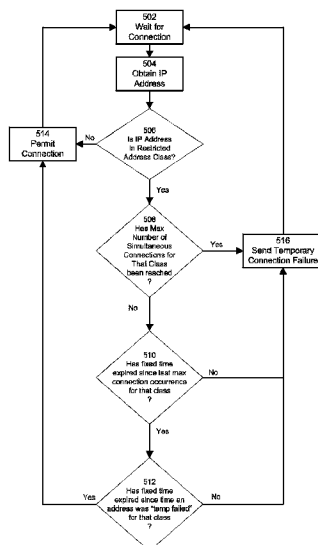 502
Wait for
Connection
504
Obtain IP
Address
514
Permit
Connection
No
506
Is IP Address
in Restricted
Address Class?
Yes
508
Has Max
Number of
Simultaneous
Connections for
That Class
been reached
?
Yes
516
Send Temporary
Connection Failure
No
510
Has fixed time
expired since last max
connection occurrence
for that class
?
No
Yes
512
Has fixed time
expired since time an
address was "temp failed"
for that class
?
Yes
No